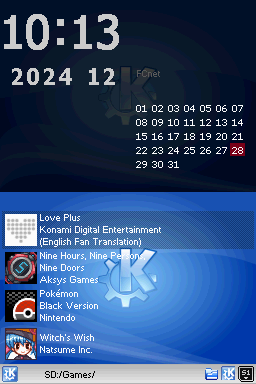 10:13
2024 12
FCnet
01 02 03 04 05 06 07
08 09 10 11 12 13 14
15 16 17 18 19 20 21
22 23 24 25 26 27 28
29 30 31
Love Plus
Konami Digital Entertainment
(English Fan Translation)
Nine Hours, Nine Persons,
Nine Doors
Aksys Games
Pokémon
Black Version
Nintendo
Witch's Wish
Natsume Inc.
SD:/Games/